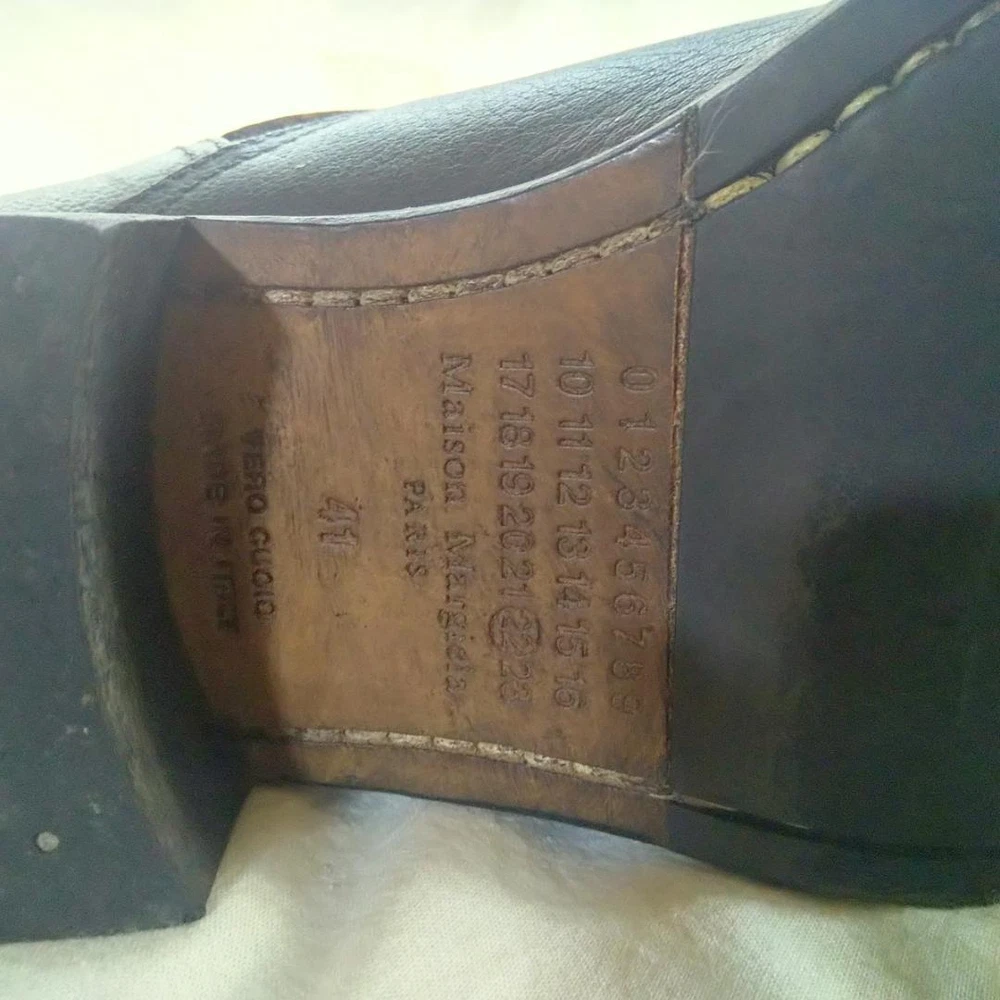 0 1 2 3 4 5 6 7 8 9
10 11 12 13 14 15 16
17 18 19 20 21 22 23
Maison Margiela
PARIS
41
VERO CUOIO
MADE IN ITALY